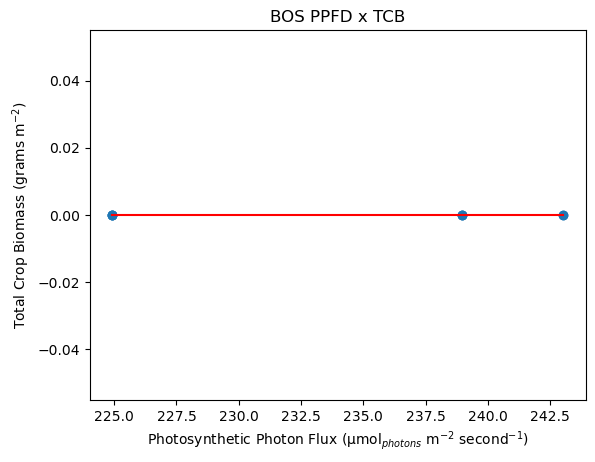 BOS PPFD x TCB
Total Crop Biomass (grams m⁻²)
0.04
0.02
0.00
−0.02
−0.04
225.0 227.5 230.0 232.5 235.0 237.5 240.0 242.5
Photosynthetic Photon Flux (μmolₚₕₒₜₒₙₛ m⁻² second⁻¹)